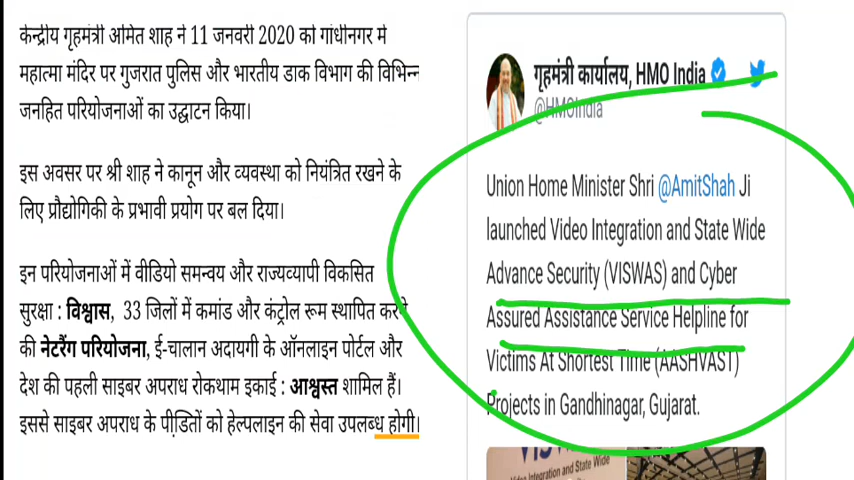 केन्द्रीय गृहमंत्री अमित शाह ने 11 जनवरी 2020 को गांधीनगर में
महात्मा मंदिर पर गुजरात पुलिस और भारतीय डाक विभाग की विभिन्न
जनहित परियोजनाओं का उद्घाटन किया।
इस अवसर पर श्री शाह ने कानून और व्यवस्था को नियंत्रित रखने के
लिए प्रौद्योगिकी के प्रभावी प्रयोग पर बल दिया।
इन परियोजनाओं में वीडियो समन्वय और राज्यव्यापी विकसित
सुरक्षा : विश्वास, 33 जिलों में कमांड और कंट्रोल रूम स्थापित करने
की नेटरैंग परियोजना, ई-चालान अदायगी के ऑनलाइन पोर्टल और
देश की पहली साइबर अपराध रोकथाम इकाई : आश्वस्त शामिल हैं।
इससे साइबर अपराध के पीडि़तों को हेल्पलाइन की सेवा उपलब्ध होगी।
गृहमंत्री कार्यालय, HMO India
@HMOIndia
Union Home Minister Shri @AmitShah Ji
launched Video Integration and State Wide
Advance Security (VISWAS) and Cyber
Assured Assistance Service Helpline for
Victims At Shortest Time (AASHVAST)
Projects in Gandhinagar, Gujarat.
Video Integration and State Wide